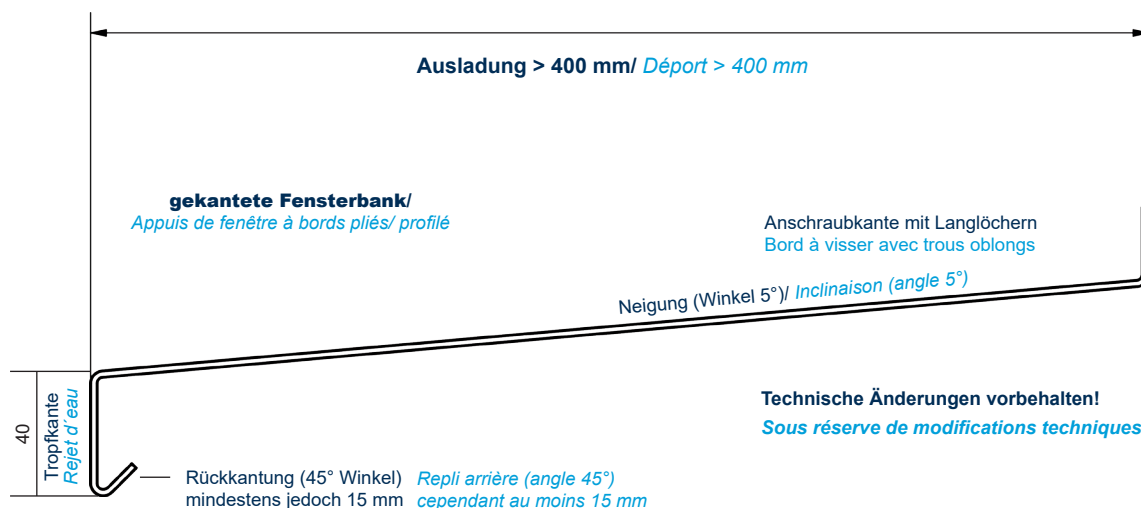 Ausladung > 400 mm/ Déport > 400 mm
gekantete Fensterbank/
Appuis de fenêtre à bords pliés/ profilé
Anschraubkante mit Langlöchern
Bord à visser avec trous oblongs
Neigung (Winkel 5°)/ Inclinaison (angle 5°)
40
Tropfkante
Rejet d´eau
Technische Änderungen vorbehalten!
Sous réserve de modifications techniques
Rückkantung (45° Winkel) Repli arrière (angle 45°)
mindestens jedoch 15 mm cependant au moins 15 mm